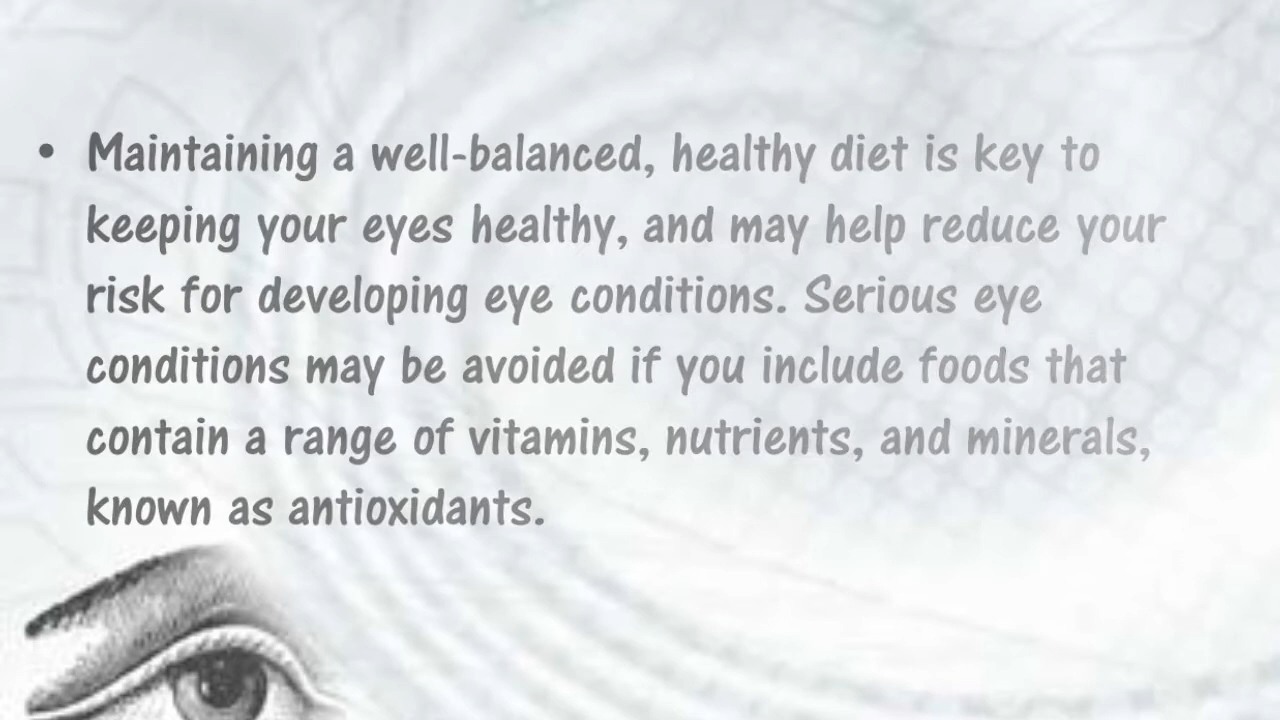 • Maintaining a well-balanced, healthy diet is key to
keeping your eyes healthy, and may help reduce your
risk for developing eye conditions. Serious eye
conditions may be avoided if you include foods that
contain a range of vitamins, nutrients, and minerals,
known as antioxidants.